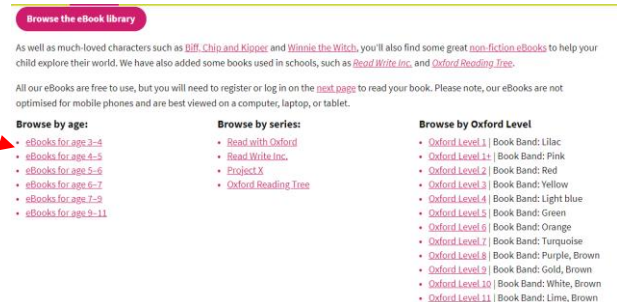 Browse the eBook library
As well as much-loved characters such as Biff, Chip and Kipper and Winnie the Witch, you'll also find some great non-fiction eBooks to help your
child explore their world. We have also added some books used in schools, such as Read Write Inc. and Oxford Reading Tree.
All our eBooks are free to use, but you will need to register or log in on the next page to read your book. Please note, our eBooks are not
optimised for mobile phones and are best viewed on a computer, laptop, or tablet.
Browse by age:
• eBooks for age 3–4
• eBooks for age 4–5
• eBooks for age 5–6
• eBooks for age 6–7
• eBooks for age 7–9
• eBooks for age 9–11
Browse by series:
• Read with Oxford
• Read Write Inc.
• Project X
• Oxford Reading Tree
Browse by Oxford Level
• Oxford Level 1 | Book Band: Lilac
• Oxford Level 1+ | Book Band: Pink
• Oxford Level 2 | Book Band: Red
• Oxford Level 3 | Book Band: Yellow
• Oxford Level 4 | Book Band: Light blue
• Oxford Level 5 | Book Band: Green
• Oxford Level 6 | Book Band: Orange
• Oxford Level 7 | Book Band: Turquoise
• Oxford Level 8 | Book Band: Purple, Brown
• Oxford Level 9 | Book Band: Gold, Brown
• Oxford Level 10 | Book Band: White, Brown
• Oxford Level 11 | Book Band: Lime, Brown